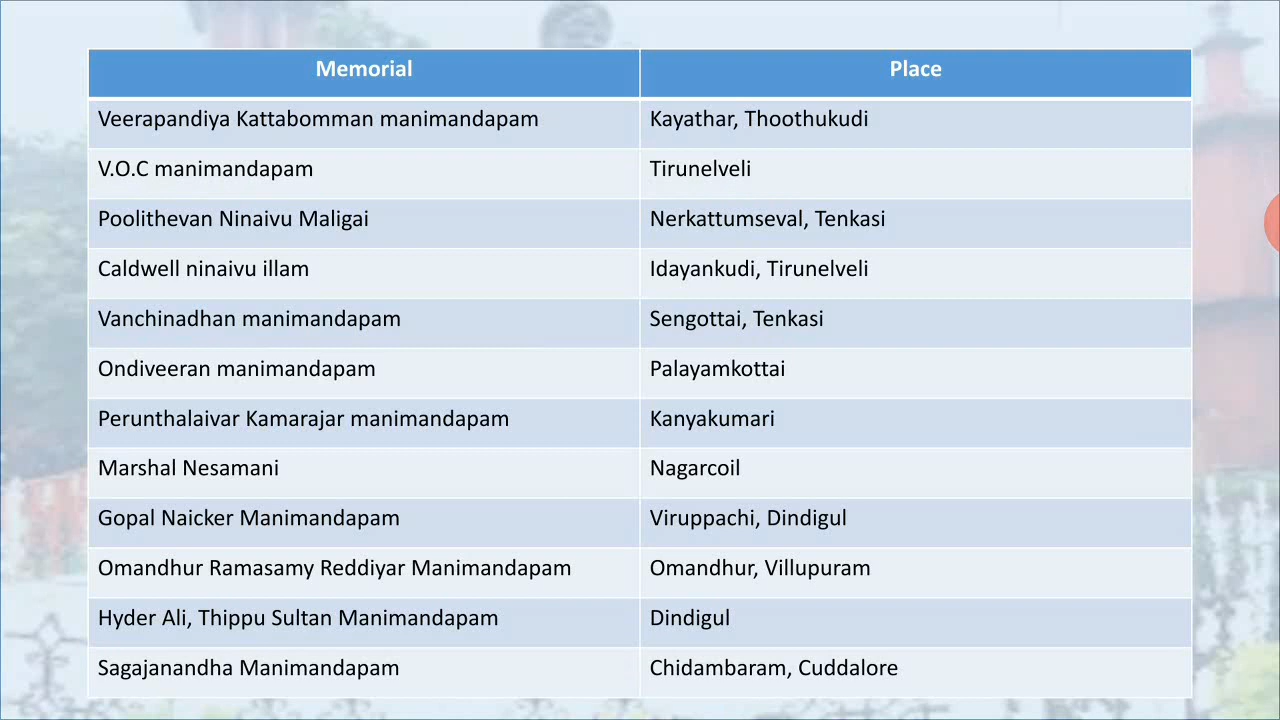 Memorial Place
Veerapandiya Kattabomman manimandapam Kayathar, Thoothukudi
V.O.C manimandapam Tirunelveli
Poolithevan Ninaivu Maligai Nerkattumseval, Tenkasi
Caldwell ninaivu illam Idayankudi, Tirunelveli
Vanchinadhan manimandapam Sengottai, Tenkasi
Ondiveeran manimandapam Palayamkottai
Perunthalaivar Kamarajar manimandapam Kanyakumari
Marshal Nesamani Nagarcoil
Gopal Naicker Manimandapam Viruppachi, Dindigul
Omandhur Ramasamy Reddiyar Manimandapam Omandhur, Villupuram
Hyder Ali, Thippu Sultan Manimandapam Dindigul
Sagajanandha Manimandapam Chidambaram, Cuddalore